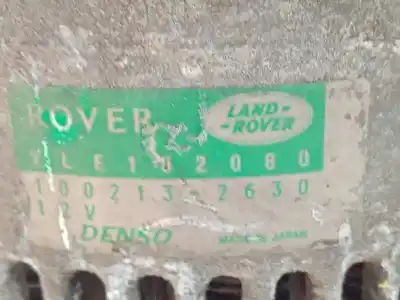 ROVER
LAND-
-ROVER
YLE102080
100213-2630
12V
DENSO MADE IN JAPAN